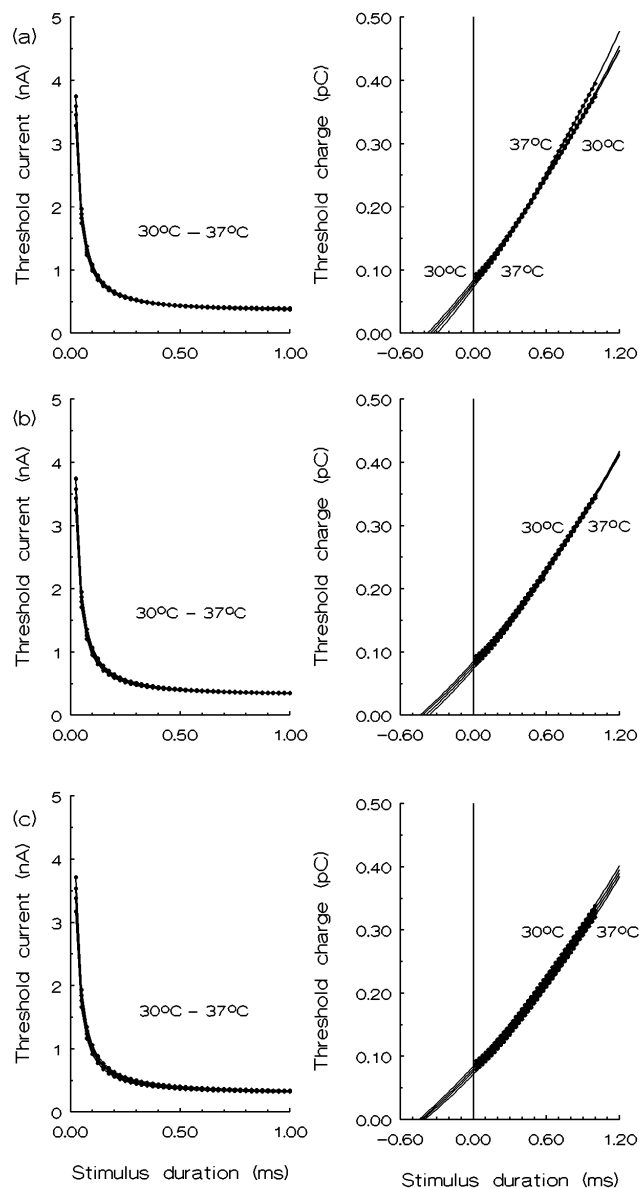 (a)
Threshold current (nA)
5
4
3
2
1
0
30°C – 37°C
0.00 0.50 1.00
Threshold charge (pC)
0.50
0.40
0.30
0.20
0.10
0.00
37°C 30°C
30°C 37°C
−0.60 0.00 0.60 1.20
(b)
Threshold current (nA)
5
4
3
2
1
0
30°C – 37°C
0.00 0.50 1.00
Threshold charge (pC)
0.50
0.40
0.30
0.20
0.10
0.00
30°C 37°C
−0.60 0.00 0.60 1.20
(c)
Threshold current (nA)
5
4
3
2
1
0
30°C – 37°C
0.00 0.50 1.00
Stimulus duration (ms)
Threshold charge (pC)
0.50
0.40
0.30
0.20
0.10
0.00
30°C 37°C
−0.60 0.00 0.60 1.20
Stimulus duration (ms)